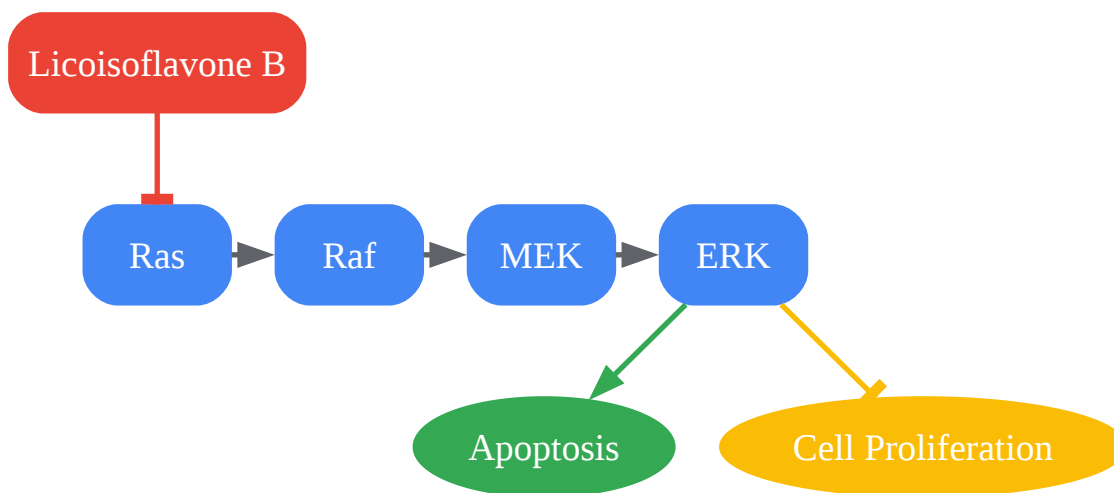 Licoisoflavone B
Ras
Raf
MEK
ERK
Apoptosis
Cell Proliferation